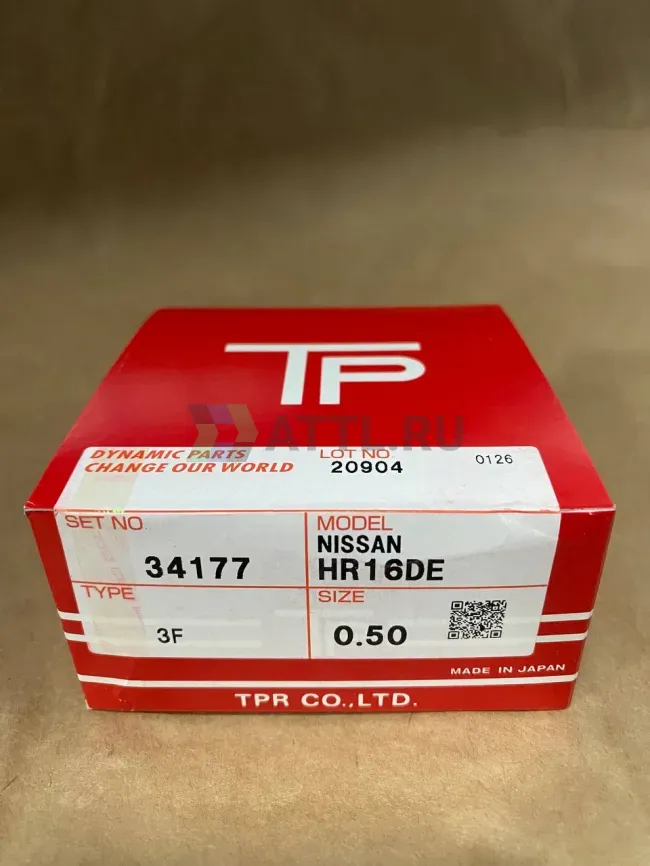 TP
ATTL.RU
DYNAMIC PARTS
CHANGE OUR WORLD
LOT NO.
20904
0126
SET NO.
34177
MODEL
NISSAN
HR16DE
TYPE
3F
SIZE
0.50
MADE IN JAPAN
TPR CO.,LTD.